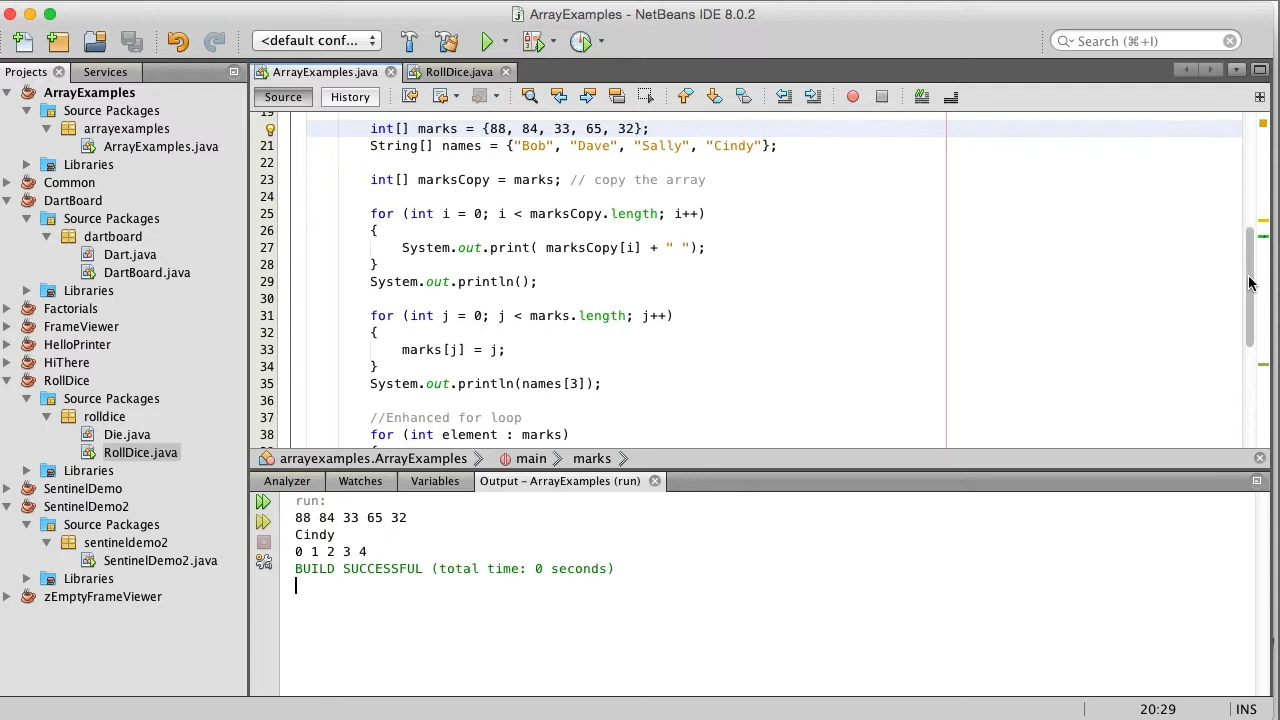 ArrayExamples - NetBeans IDE 8.0.2
<default conf...
Search (⌘+I)
Projects
Services
ArrayExamples.java
RollDice.java
Source
History
ArrayExamples
Source Packages
arrayexamples
ArrayExamples.java
Libraries
Common
DartBoard
Source Packages
dartboard
Dart.java
DartBoard.java
Libraries
Factorials
FrameViewer
HelloPrinter
HiThere
RollDice
Source Packages
rolldice
Die.java
RollDice.java
Libraries
SentinelDemo
SentinelDemo2
Source Packages
sentineldemo2
SentinelDemo2.java
Libraries
zEmptyFrameViewer
19
int[] marks = {88, 84, 33, 65, 32};
21 String[] names = {"Bob", "Dave", "Sally", "Cindy"};
22
23 int[] marksCopy = marks; // copy the array
24
25 for (int i = 0; i < marksCopy.length; i++)
26 {
27 System.out.print( marksCopy[i] + " ");
28 }
29 System.out.println();
30
31 for (int j = 0; j < marks.length; j++)
32 {
33 marks[j] = j;
34 }
35 System.out.println(names[3]);
36
37 //Enhanced for loop
38 for (int element : marks)
arrayexamples.ArrayExamples
main
marks
Analyzer
Watches
Variables
Output - ArrayExamples (run)
run:
88 84 33 65 32
Cindy
0 1 2 3 4
BUILD SUCCESSFUL (total time: 0 seconds)
20:29
INS